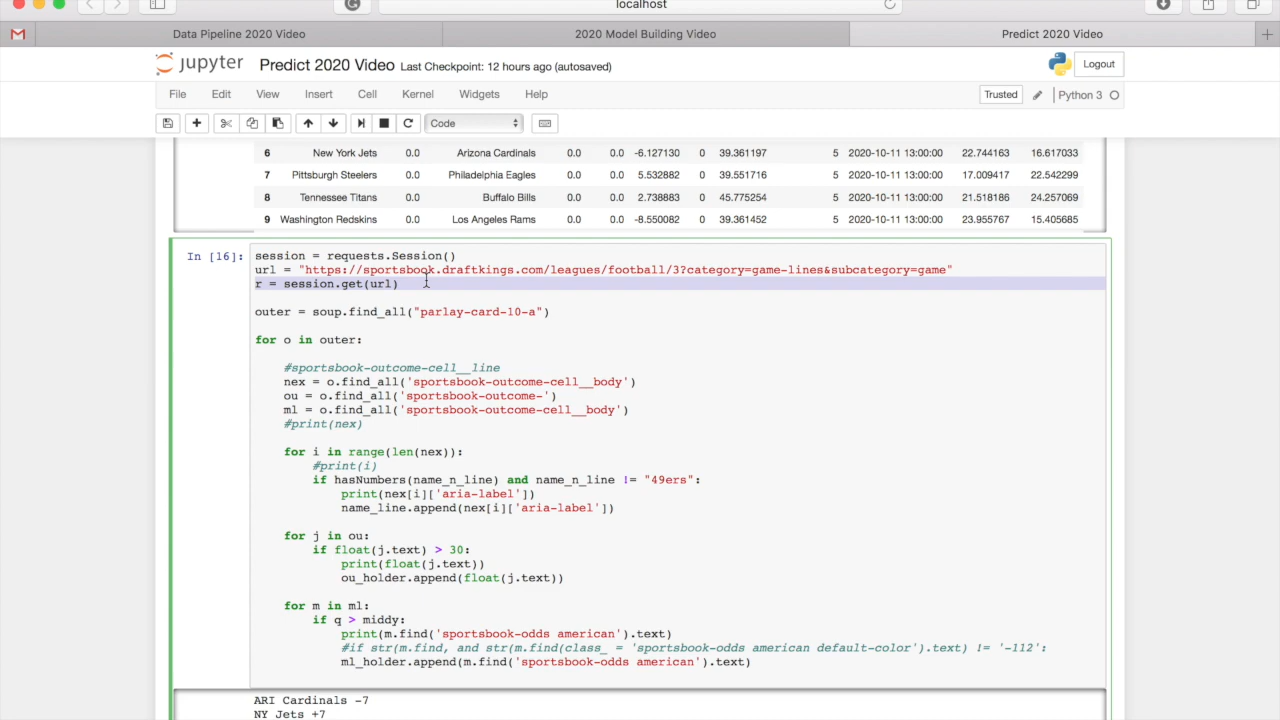 localhost
Data Pipeline 2020 Video
2020 Model Building Video
Predict 2020 Video
jupyter Predict 2020 Video Last Checkpoint: 12 hours ago (autosaved)
Logout
File Edit View Insert Cell Kernel Widgets Help
Trusted
Python 3
Code
6 New York Jets 0.0 Arizona Cardinals 0.0 0.0 -6.127130 0 39.361197 5 2020-10-11 13:00:00 22.744163 16.617033
7 Pittsburgh Steelers 0.0 Philadelphia Eagles 0.0 0.0 5.532882 0 39.551716 5 2020-10-11 13:00:00 17.009417 22.542299
8 Tennessee Titans 0.0 Buffalo Bills 0.0 0.0 2.738883 0 45.775254 5 2020-10-11 13:00:00 21.518186 24.257069
9 Washington Redskins 0.0 Los Angeles Rams 0.0 0.0 -8.550082 0 39.361452 5 2020-10-11 13:00:00 23.955767 15.405685
In [16]: session = requests.Session()
url = "https://sportsbook.draftkings.com/leagues/football/3?category=game-lines&subcategory=game"
r = session.get(url)
outer = soup.find_all("parlay-card-10-a")
for o in outer:
#sportsbook-outcome-cell__line
nex = o.find_all('sportsbook-outcome-cell__body')
ou = o.find_all('sportsbook-outcome-')
ml = o.find_all('sportsbook-outcome-cell__body')
#print(nex)
for i in range(len(nex)):
#print(i)
if hasNumbers(name_n_line) and name_n_line != "49ers":
print(nex[i]['aria-label'])
name_line.append(nex[i]['aria-label'])
for j in ou:
if float(j.text) > 30:
print(float(j.text))
ou_holder.append(float(j.text))
for m in ml:
if q > middy:
print(m.find('sportsbook-odds american').text)
#if str(m.find, and str(m.find(class_ = 'sportsbook-odds american default-color').text) != '-112':
ml_holder.append(m.find('sportsbook-odds american').text)
ARI Cardinals -7
NY Jets +7